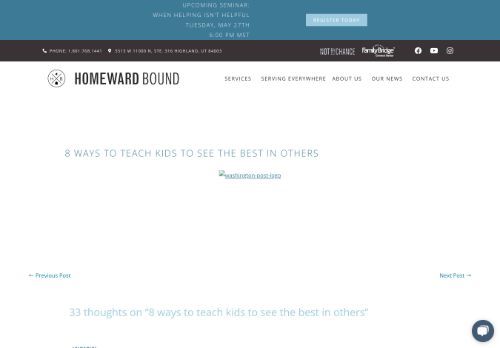 UPCOMING SEMINAR:
WHEN HELPING ISN'T HELPFUL
TUESDAY, MAY 27TH
6:00 PM MST
REGISTER TODAY
PHONE: 1.801.768.1441 5513 W 11000 N, STE. 316 HIGHLAND, UT 84003
NOT BY CHANCE FamilyBridge
HOMEWARD BOUND
SERVICES SERVING EVERYWHERE ABOUT US OUR NEWS CONTACT US
8 WAYS TO TEACH KIDS TO SEE THE BEST IN OTHERS
washington-post-logo
← Previous Post
Next Post →
33 thoughts on “8 ways to teach kids to see the best in others”